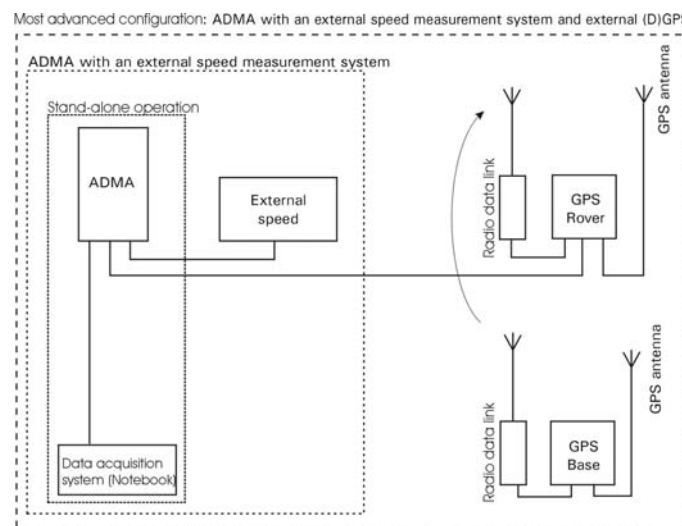 Most advanced configuration: ADMA with an external speed measurement system and external (D)GPS
ADMA with an external speed measurement system
Stand-alone operation
ADMA
External
speed
Radio data link
GPS
Rover
GPS antenna
Data acquisition
system (Notebook)
Radio data link
GPS
Base
GPS antenna